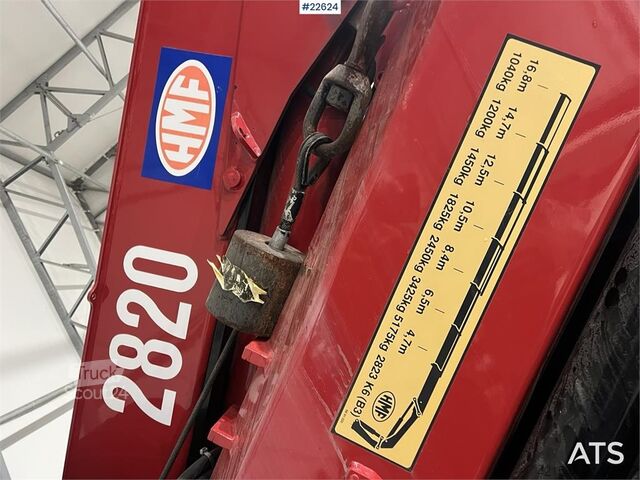 #22624
HMF
2820
16,8m 14,7m 12,5m 10,5m 8,4m 6,5m 4,7m
1040kg 1200kg 1450kg 1825kg 2450kg 3425kg 5175kg 2823 K6 (B3)
HMF
Truck
scout24
ATS